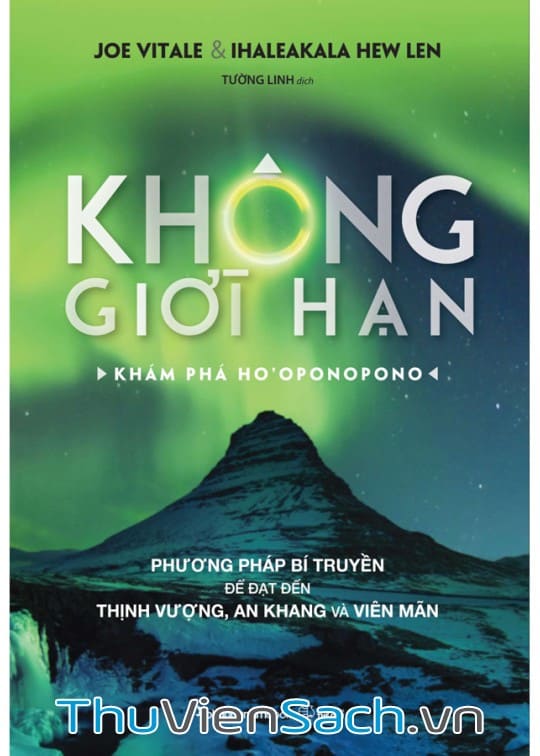 JOE VITALE & IHALEAKALA HEW LEN
TƯỜNG LINH dịch
KHÔNG
GIỚI HẠN
KHÁM PHÁ HO'OPONOPONO
PHƯƠNG PHÁP BÍ TRUYỀN
ĐỂ ĐẠT ĐẾN
THỊNH VƯỢNG, AN KHANG VÀ VIÊN MÃN
ThuVienSach.vn